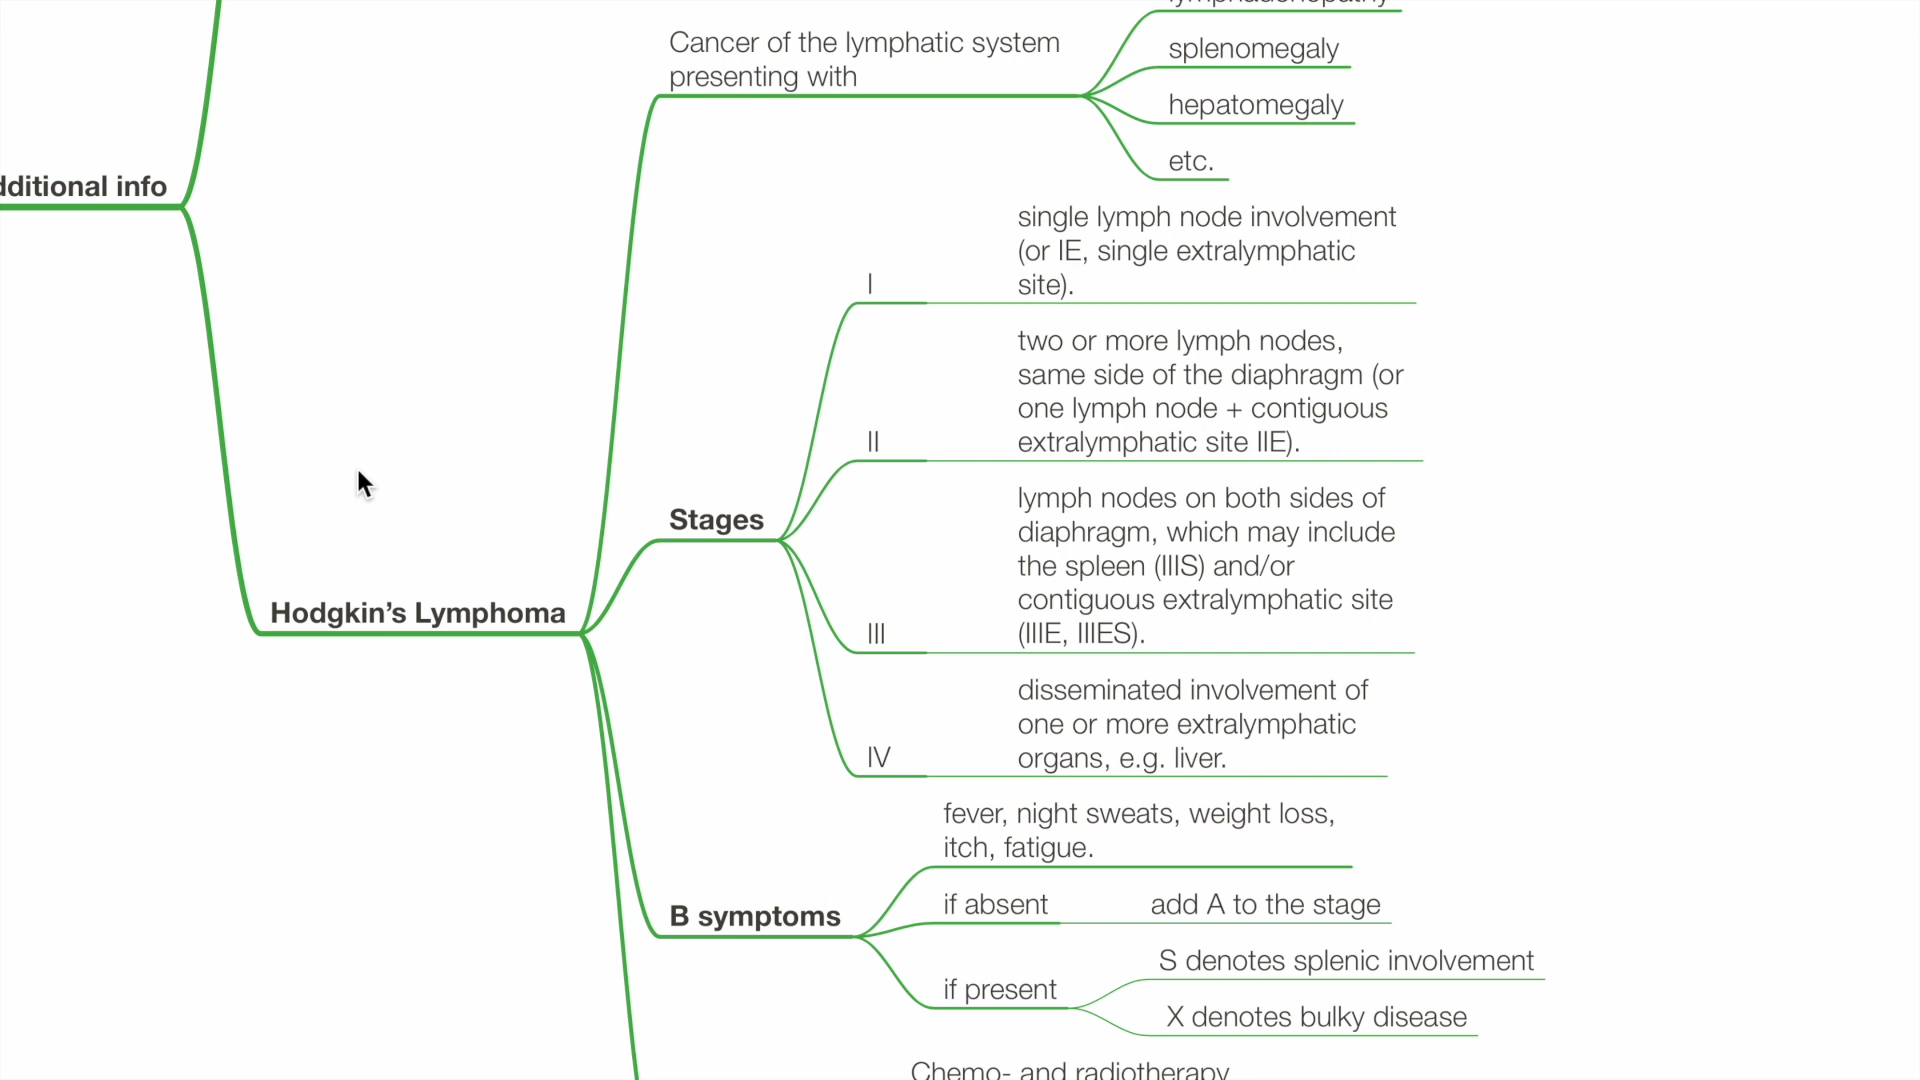 lymphadenopathy
Cancer of the lymphatic system
presenting with
splenomegaly
hepatomegaly
etc.
dditional info
Hodgkin’s Lymphoma
Stages
I
single lymph node involvement
(or IE, single extralymphatic
site).
II
two or more lymph nodes,
same side of the diaphragm (or
one lymph node + contiguous
extralymphatic site IIE).
III
lymph nodes on both sides of
diaphragm, which may include
the spleen (IIIS) and/or
contiguous extralymphatic site
(IIIE, IIIES).
IV
disseminated involvement of
one or more extralymphatic
organs, e.g. liver.
B symptoms
fever, night sweats, weight loss,
itch, fatigue.
if absent
add A to the stage
if present
S denotes splenic involvement
X denotes bulky disease
Chemo- and radiotherapy